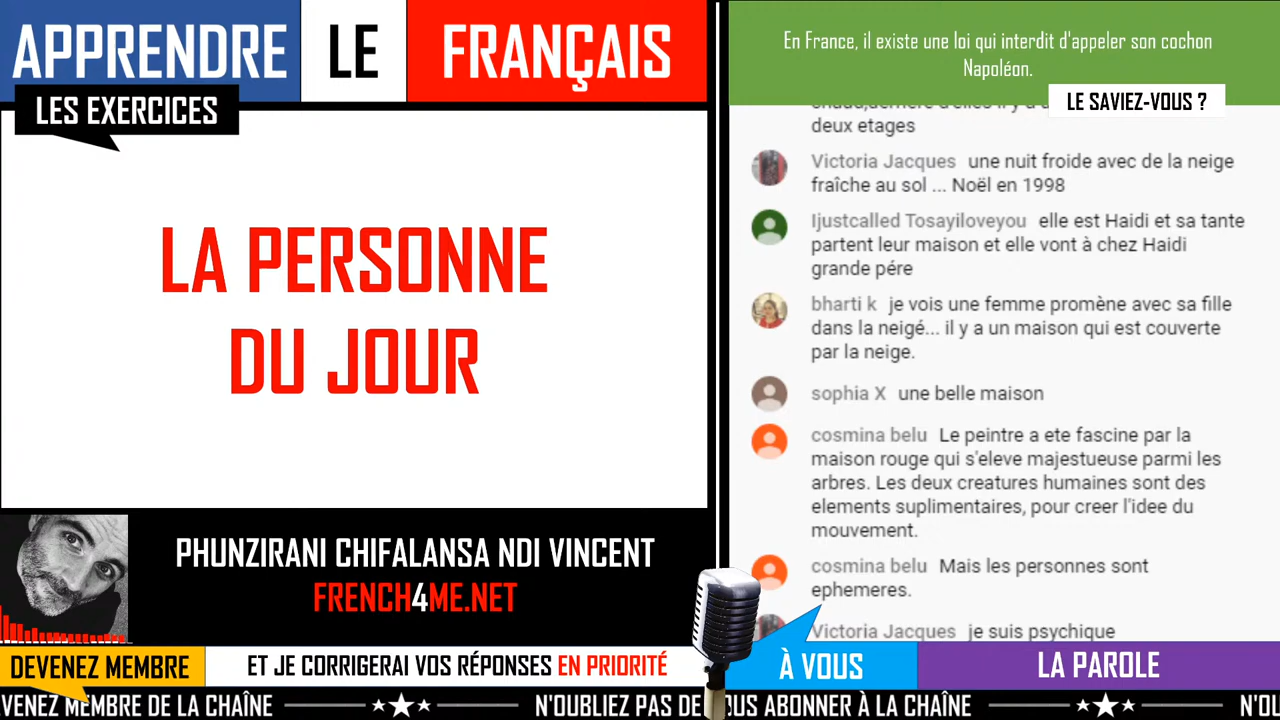 APPRENDRE LE FRANÇAIS
LES EXERCICES
LA PERSONNE
DU JOUR
PHUNZIRANI CHIFALANSA NDI VINCENT
FRENCH4ME.NET
DEVENEZ MEMBRE
ET JE CORRIGERAI VOS RÉPONSES EN PRIORITÉ
En France, il existe une loi qui interdit d'appeler son cochon
Napoléon.
LE SAVIEZ-VOUS ?
deux etages
Victoria Jacques une nuit froide avec de la neige
fraîche au sol ... Noël en 1998
Ijustcalled Tosayiloveyou elle est Haidi et sa tante
partent leur maison et elle vont à chez Haidi
grande pére
bharti k je vois une femme promène avec sa fille
dans la neigé... il y a un maison qui est couverte
par la neige.
sophia X une belle maison
cosmina belu Le peintre a ete fascine par la
maison rouge qui s'eleve majestueuse parmi les
arbres. Les deux creatures humaines sont des
elements suplimentaires, pour creer l'idee du
mouvement.
cosmina belu Mais les personnes sont
ephemeres.
Victoria Jacques je suis psychique
À VOUS
LA PAROLE
VENEZ MEMBRE DE LA CHAÎNE N'OUBLIEZ PAS DE OUS ABONNER À LA CHAÎNE N'OU